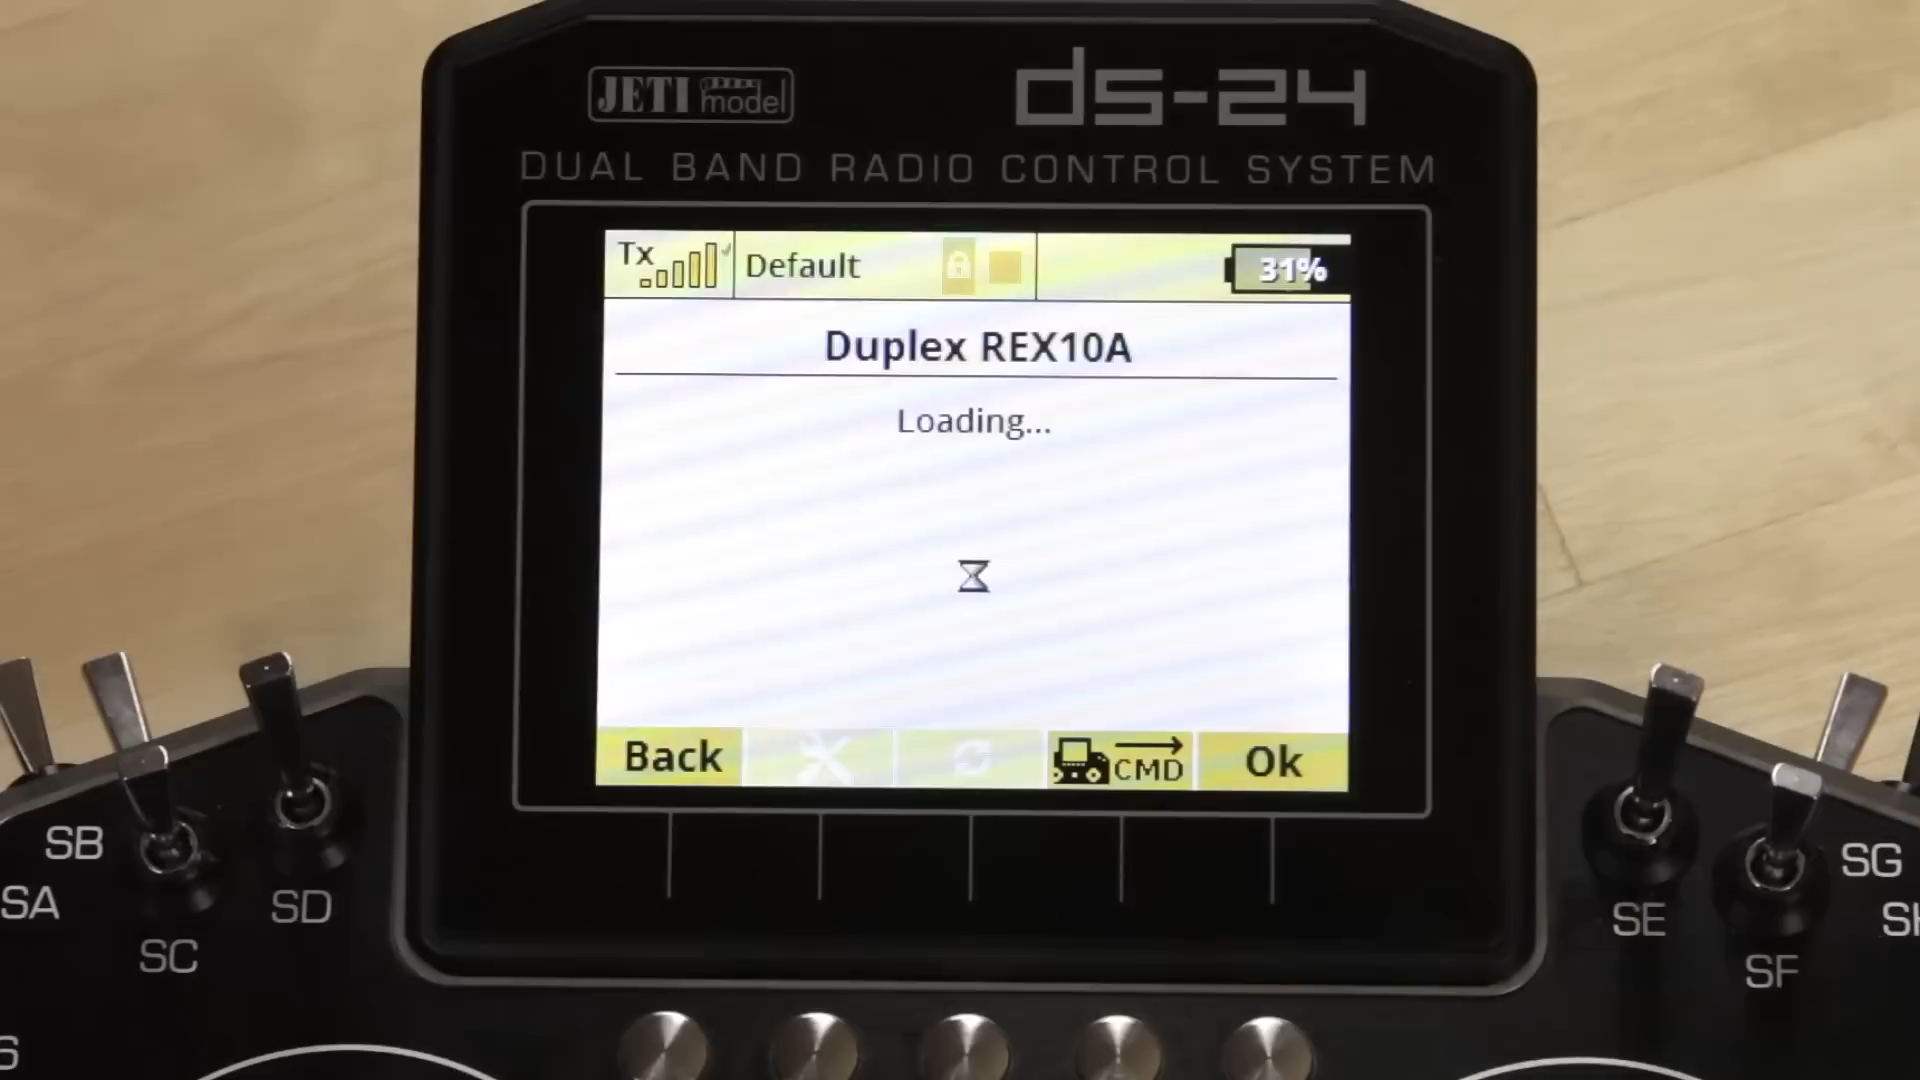 JETI model
ds-24
DUAL BAND RADIO CONTROL SYSTEM
Tx Default 31%
Duplex REX10A
Loading...
Back CMD Ok
SB SG
SA
SD SE
SC SF